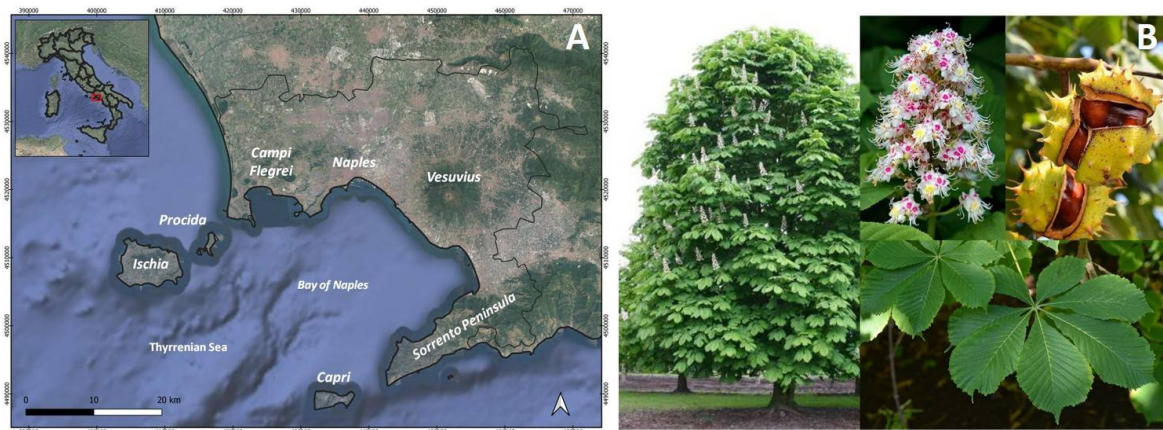 390000 400000 410000 420000 430000 440000 450000 460000 470000
A
B
4540000
4530000
4520000
4510000
4500000
4490000
Campi
Flegrei
Naples
Vesuvius
Procida
Ischia
Bay of Naples
Sorrento Peninsula
Thyrrenian Sea
Capri
0 10 20 km